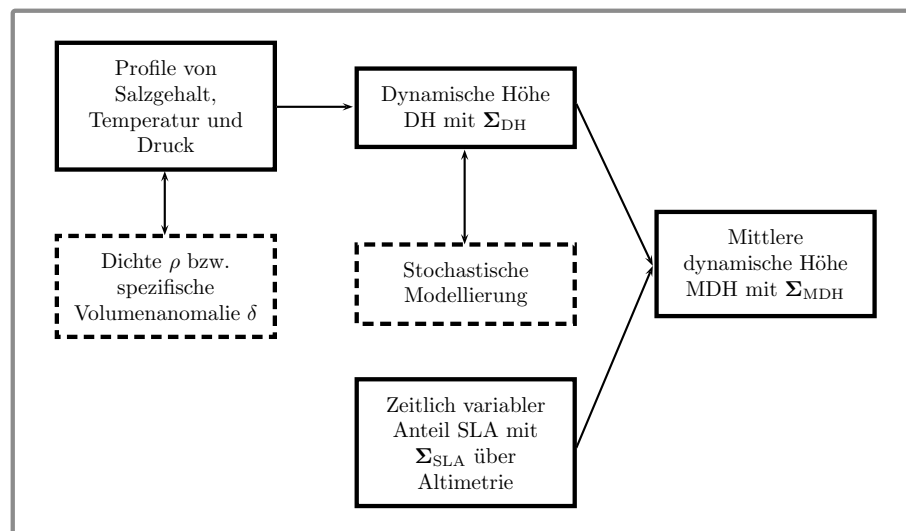 Profile von
Salzgehalt,
Temperatur und
Druck
Dynamische Höhe
DH mit Σ_DH
Dichte ρ bzw.
spezifische
Volumenanomalie δ
Stochastische
Modellierung
Mittlere
dynamische Höhe
MDH mit Σ_MDH
Zeitlich variabler
Anteil SLA mit
Σ_SLA über
Altimetrie